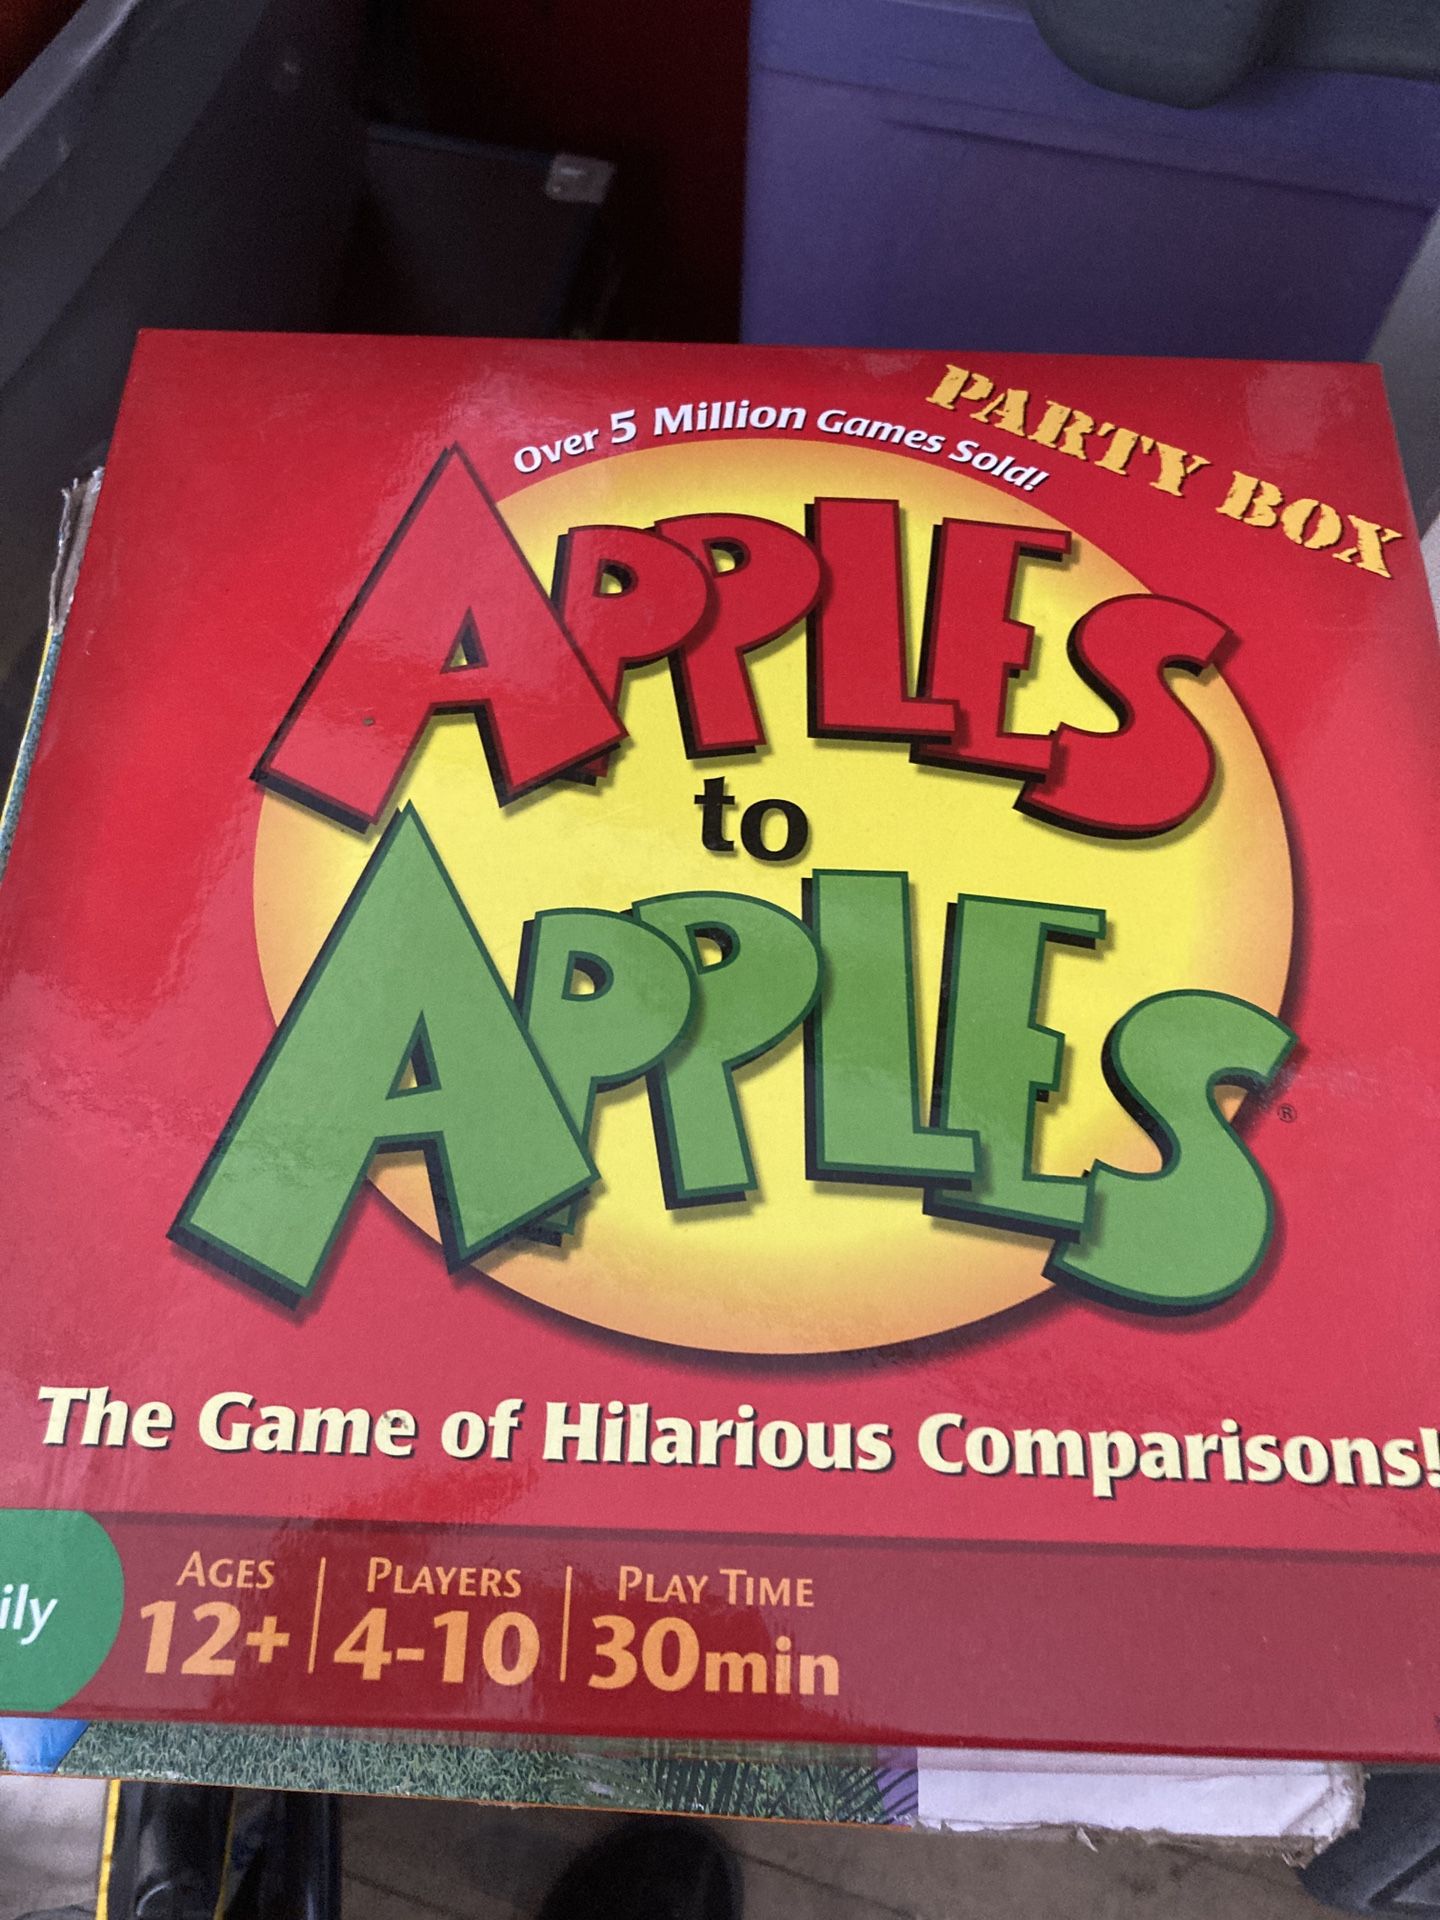 PARTY BOX
Over 5 Million Games Sold!
APPLES
to
APPLES®
The Game of Hilarious Comparisons!
ily
AGES
12+
PLAYERS
4-10
PLAY TIME
30min